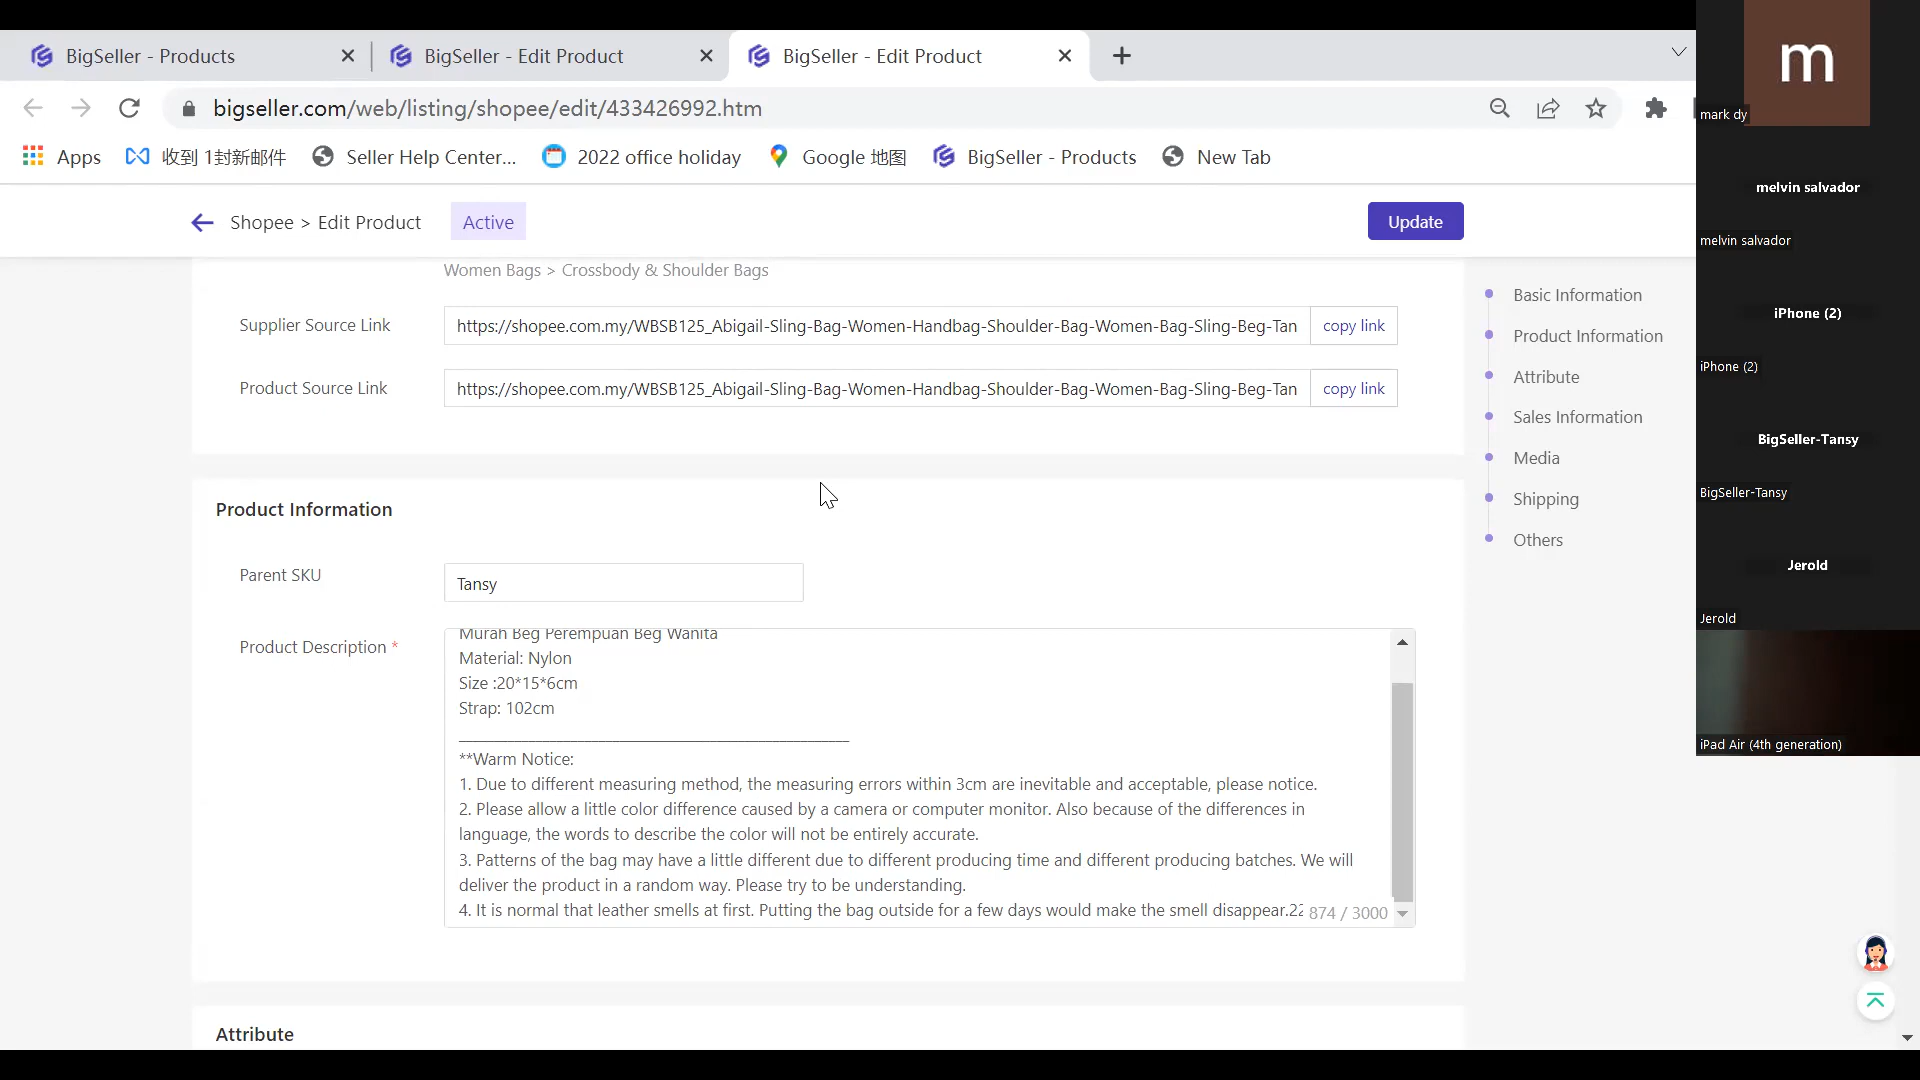 BigSeller - Products
BigSeller - Edit Product
BigSeller - Edit Product
bigseller.com/web/listing/shopee/edit/433426992.htm
Apps
收到 1封新邮件
Seller Help Center...
2022 office holiday
Google 地图
BigSeller - Products
New Tab
Shopee > Edit Product
Active
Update
Women Bags > Crossbody & Shoulder Bags
Supplier Source Link
https://shopee.com.my/WBSB125_Abigail-Sling-Bag-Women-Handbag-Shoulder-Bag-Women-Bag-Sling-Beg-Tan
copy link
Product Source Link
https://shopee.com.my/WBSB125_Abigail-Sling-Bag-Women-Handbag-Shoulder-Bag-Women-Bag-Sling-Beg-Tan
copy link
Product Information
Parent SKU
Tansy
Product Description *
Murah Beg Perempuan Beg Wanita
Material: Nylon
Size :20*15*6cm
Strap: 102cm
**Warm Notice:
1. Due to different measuring method, the measuring errors within 3cm are inevitable and acceptable, please notice.
2. Please allow a little color difference caused by a camera or computer monitor. Also because of the differences in
language, the words to describe the color will not be entirely accurate.
3. Patterns of the bag may have a little different due to different producing time and different producing batches. We will
deliver the product in a random way. Please try to be understanding.
4. It is normal that leather smells at first. Putting the bag outside for a few days would make the smell disappear.22
874 / 3000
Attribute
Basic Information
Product Information
Attribute
Sales Information
Media
Shipping
Others
m
mark dy
melvin salvador
melvin salvador
iPhone (2)
iPhone (2)
BigSeller-Tansy
BigSeller-Tansy
Jerold
Jerold
iPad Air (4th generation)